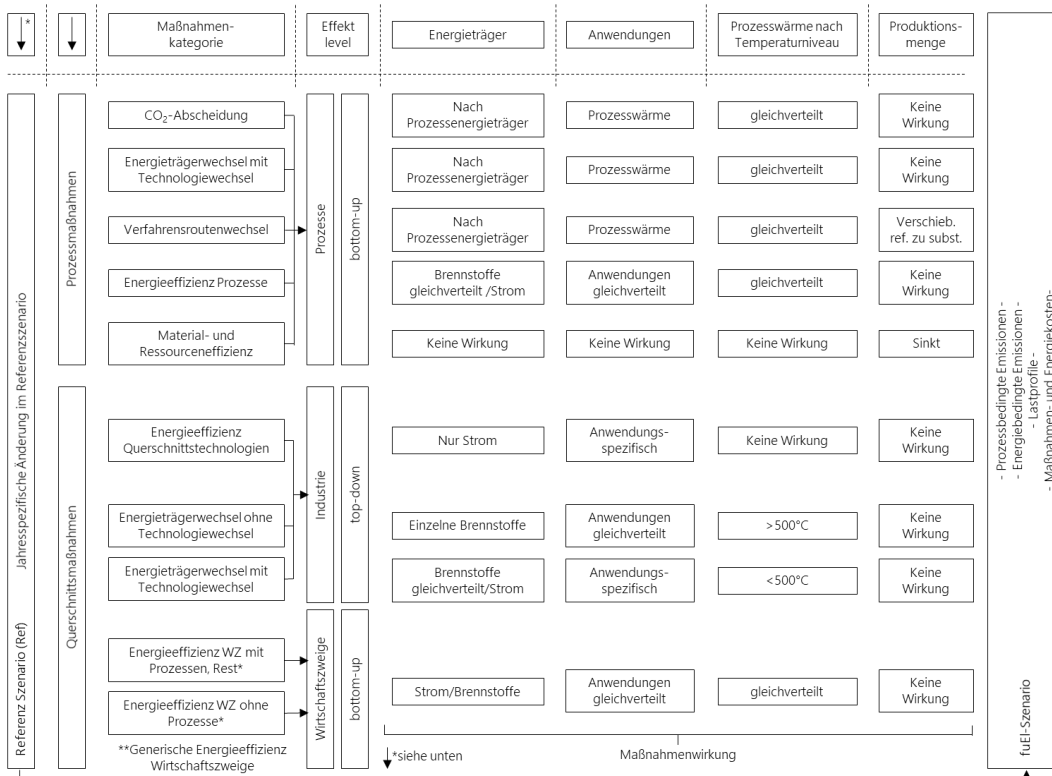 *
Maßnahmen-
kategorie
Effekt
level
Energieträger
Anwendungen
Prozesswärme nach
Temperaturniveau
Produktions-
menge
Referenz Szenario (Ref)
Jahresspezifische Änderung im Referenzszenario
Prozessmaßnahmen
CO₂-Abscheidung
Energieträgerwechsel mit
Technologiewechsel
Verfahrensroutenwechsel
Energieeffizienz Prozesse
Material- und
Ressourceneffizienz
Prozesse
bottom-up
Nach
Prozessenergieträger
Prozesswärme
gleichverteilt
Keine
Wirkung
Nach
Prozessenergieträger
Prozesswärme
gleichverteilt
Keine
Wirkung
Nach
Prozessenergieträger
Prozesswärme
gleichverteilt
Verschieb.
ref. zu subst.
Brennstoffe
gleichverteilt /Strom
Anwendungen
gleichverteilt
gleichverteilt
Keine
Wirkung
Keine Wirkung
Keine Wirkung
Keine Wirkung
Sinkt
Querschnittsmaßnahmen
Energieeffizienz
Querschnittstechnologien
Energieträgerwechsel ohne
Technologiewechsel
Energieträgerwechsel mit
Technologiewechsel
Industrie
top-down
Nur Strom
Anwendungs-
spezifisch
Keine Wirkung
Keine
Wirkung
Einzelne Brennstoffe
Anwendungen
gleichverteilt
>500°C
Keine
Wirkung
Brennstoffe
gleichverteilt/Strom
Anwendungs-
spezifisch
<500°C
Keine
Wirkung
Energieeffizienz WZ mit
Prozessen, Rest*
Energieeffizienz WZ ohne
Prozesse*
**Generische Energieeffizienz
Wirtschaftszweige
Wirtschaftszweige
bottom-up
Strom/Brennstoffe
Anwendungen
gleichverteilt
gleichverteilt
Keine
Wirkung
*siehe unten
Maßnahmenwirkung
fuEI-Szenario
- Prozessbedingte Emissionen -
- Energiebedingte Emissionen -
- Lastprofile -
- Maßnahmen- und Energiekosten-